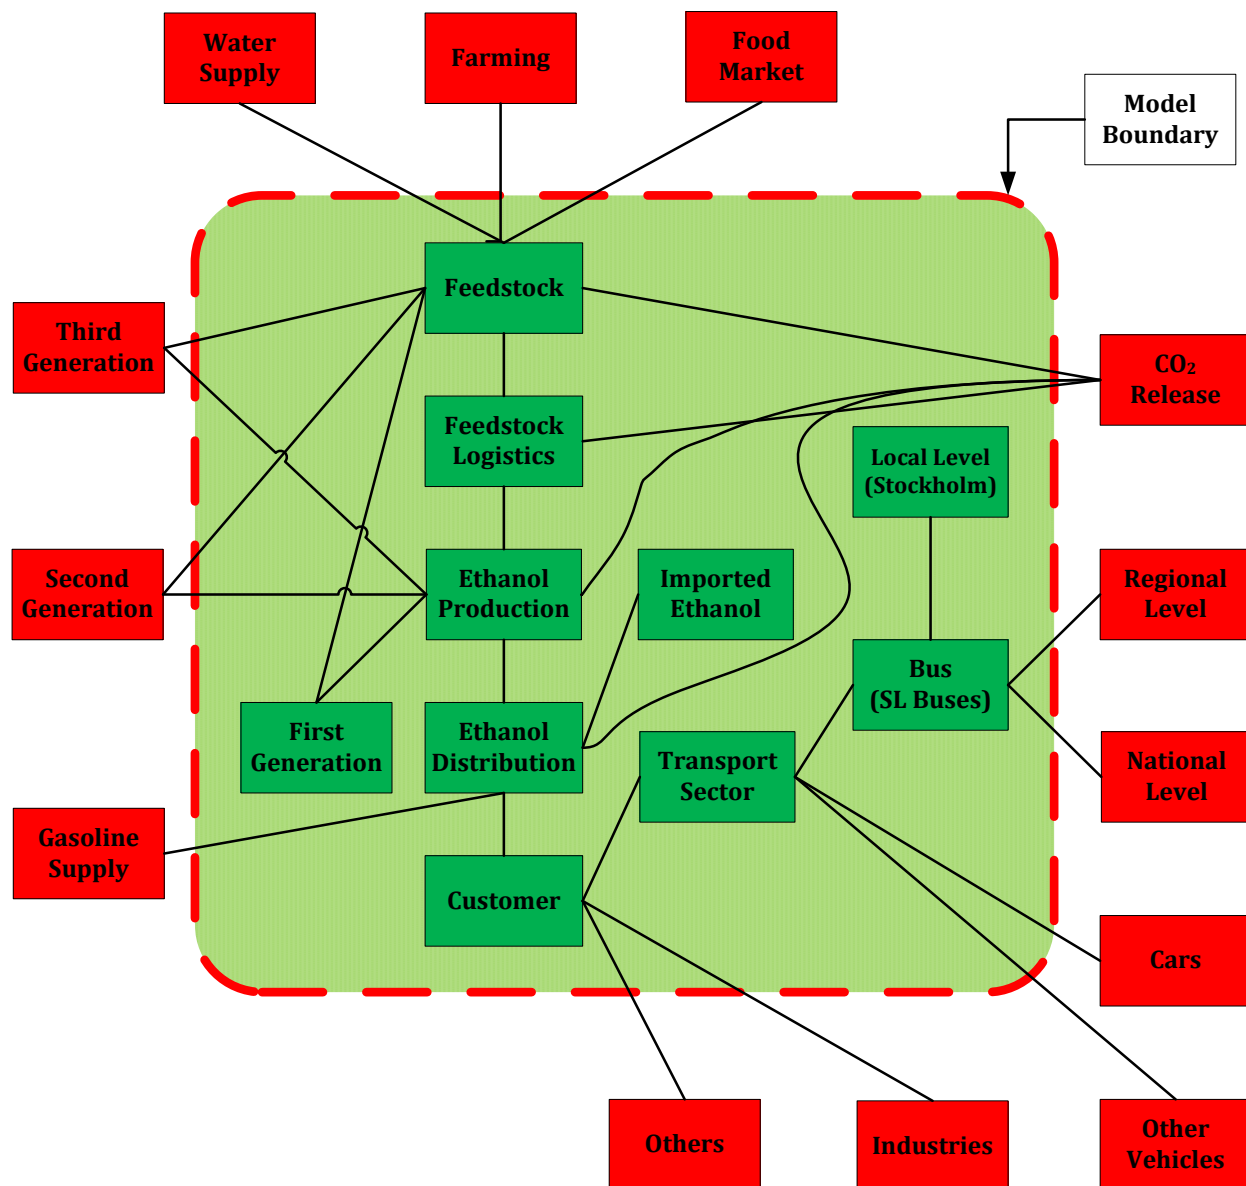 Water
Supply
Farming
Food
Market
Model
Boundary
Feedstock
Third
Generation
CO₂
Release
Feedstock
Logistics
Local Level
(Stockholm)
Second
Generation
Ethanol
Production
Imported
Ethanol
Regional
Level
Bus
(SL Buses)
First
Generation
Ethanol
Distribution
Transport
Sector
National
Level
Gasoline
Supply
Customer
Cars
Others
Industries
Other
Vehicles